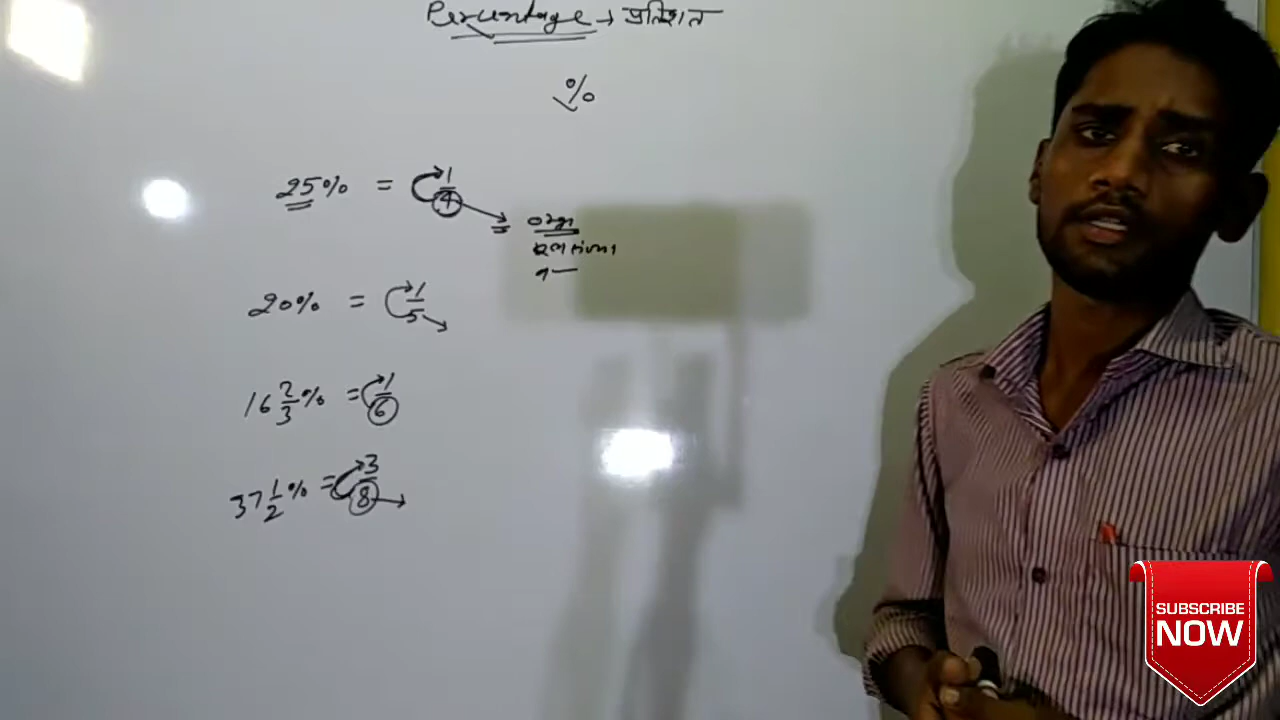 Percentage → प्रतिशत
%
25% = 1/4
20% = 1/5
16 2/3 % = 1/6
37 1/2 % = 3/8
SUBSCRIBE
NOW